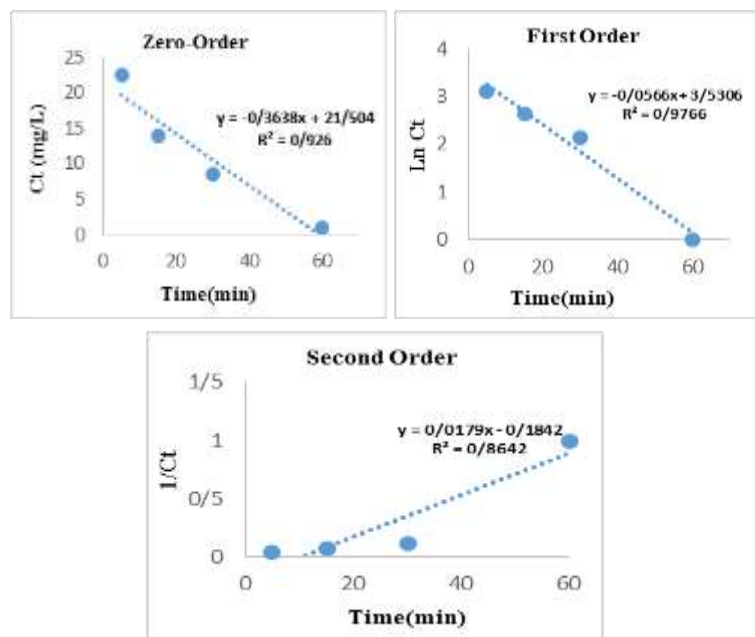 Zero-Order
25
20
15
10
5
0
Ct (mg/L)
y = -0/3638x + 21/504
R² = 0/926
0
20
40
60
Time(min)
First Order
4
3
2
1
0
Ln Ct
y = -0/0566x + 3/5306
R² = 0/9766
0
20
40
60
Time(min)
Second Order
1/5
1
0/5
0
1/Ct
y = 0/0179x - 0/1842
R² = 0/8642
0
20
40
60
Time(min)